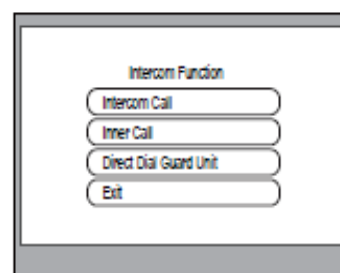 Intercom Function
Intercom Call
Inner Call
Direct Dial Guard Unit
Exit